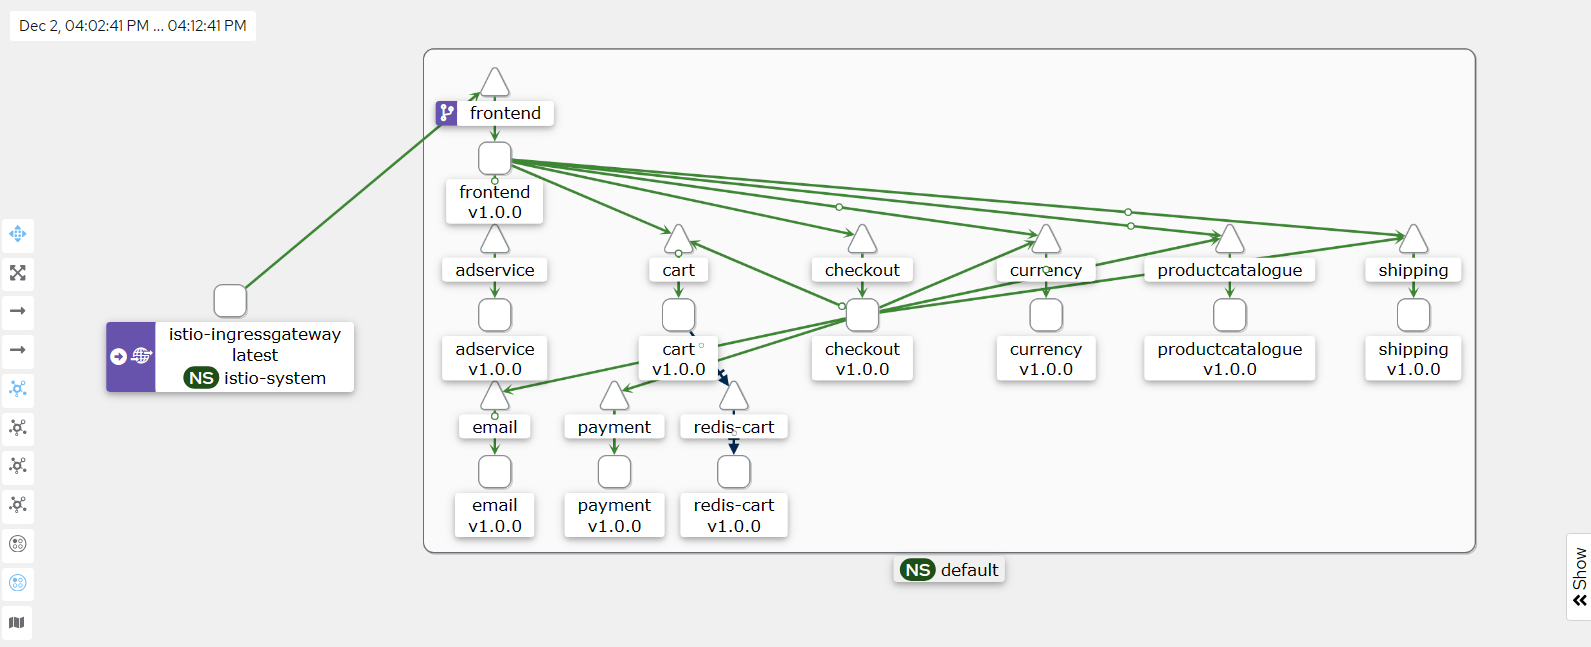 Dec 2, 04:02:41 PM ... 04:12:41 PM
frontend
frontend
v1.0.0
adservice
cart
checkout
currency
productcatalogue
shipping
istio-ingressgateway
latest
NS istio-system
adservice
v1.0.0
cart
v1.0.0
checkout
v1.0.0
currency
v1.0.0
productcatalogue
v1.0.0
shipping
v1.0.0
email
payment
redis-cart
email
v1.0.0
payment
v1.0.0
redis-cart
v1.0.0
NS default
Show